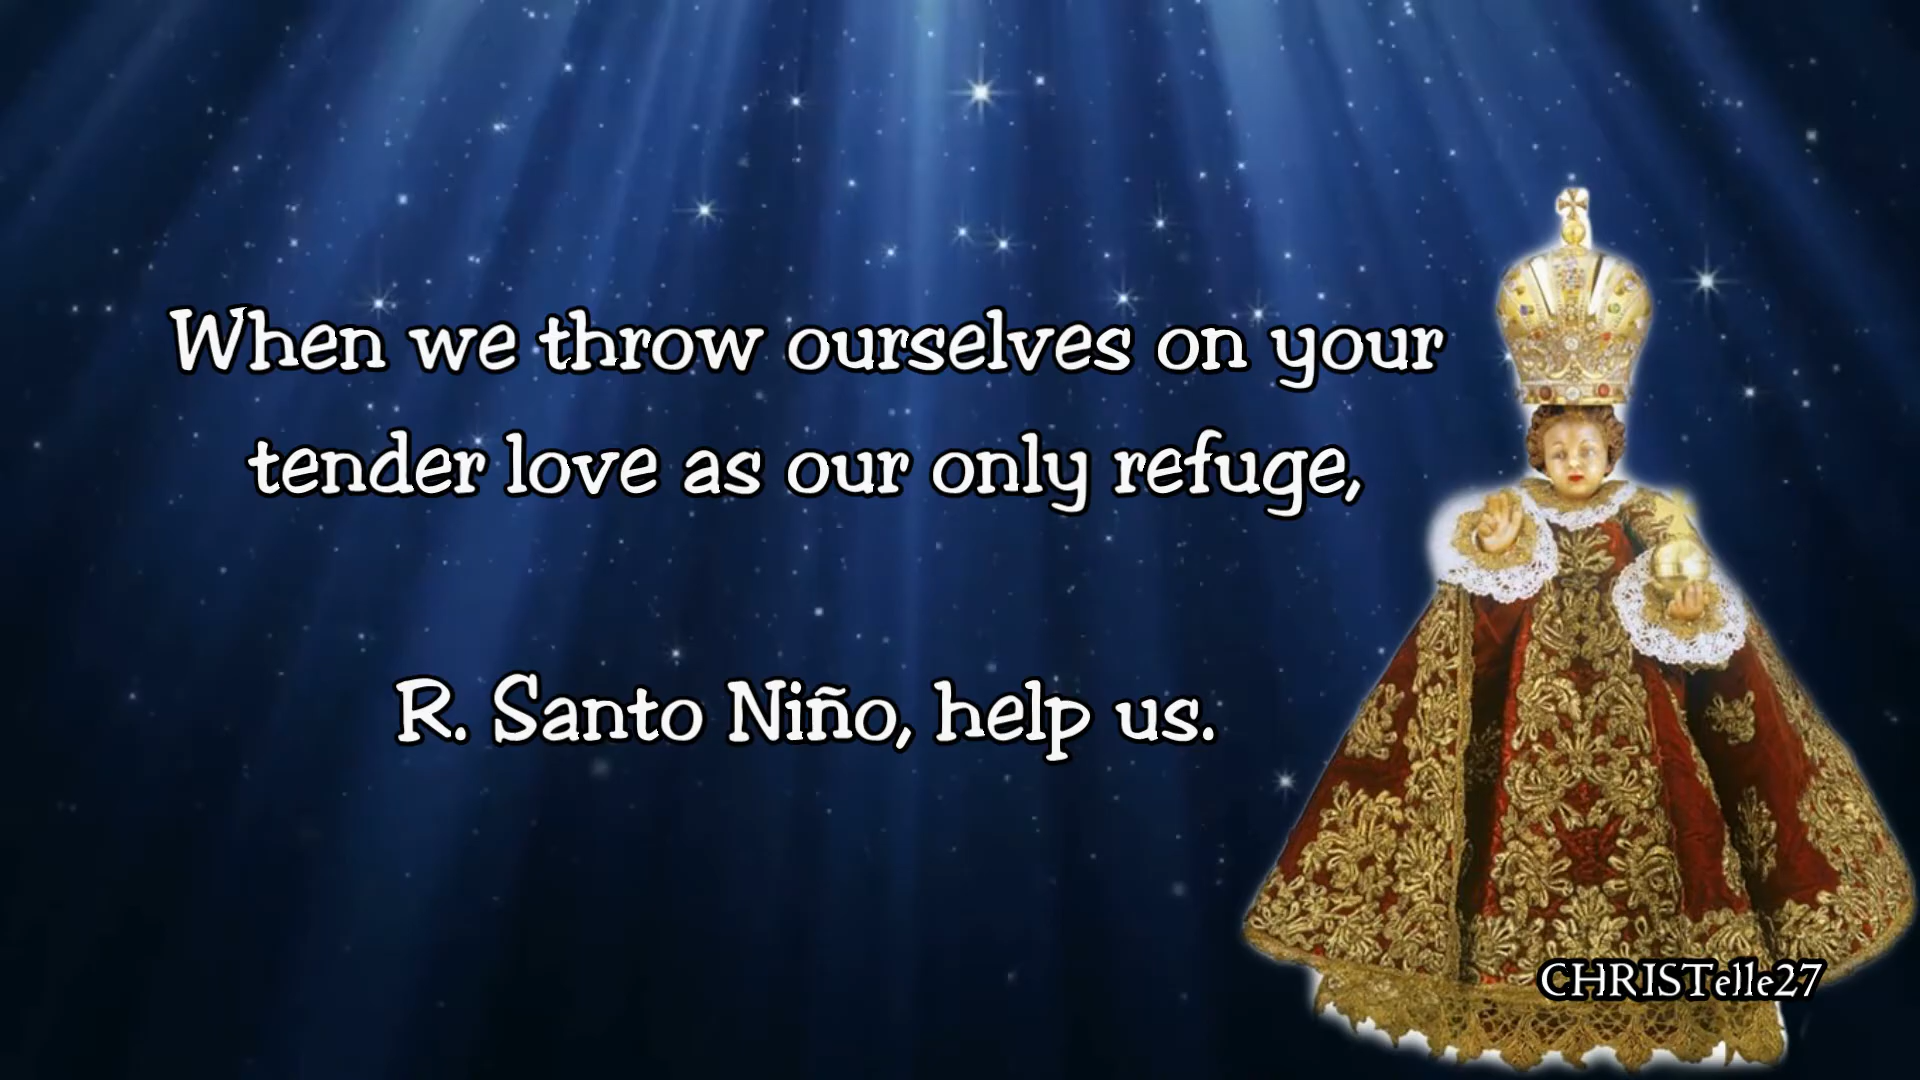 When we throw ourselves on your
tender love as our only refuge,
R. Santo Niño, help us.
CHRISTelle27